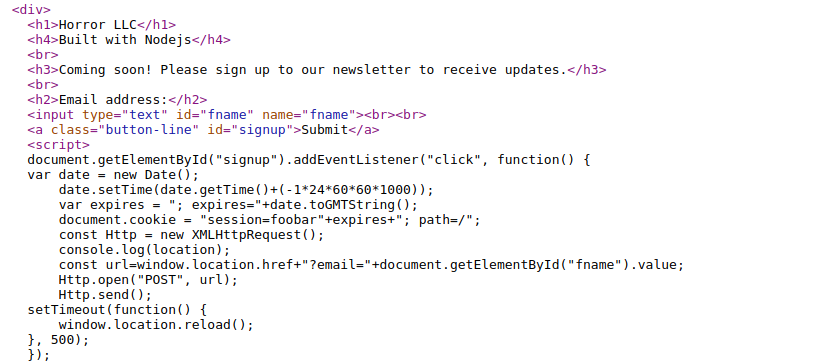 <div>
<h1>Horror LLC</h1>
<h4>Built with Nodejs</h4>
<br>
<h3>Coming soon! Please sign up to our newsletter to receive updates.</h3>
<br>
<h2>Email address:</h2>
<input type="text" id="fname" name="fname"><br><br>
<a class="button-line" id="signup">Submit</a>
<script>
document.getElementById("signup").addEventListener("click", function() {
var date = new Date();
date.setTime(date.getTime()+(-1*24*60*60*1000));
var expires = "; expires="+date.toGMTString();
document.cookie = "session=foobar"+expires+"; path=/";
const Http = new XMLHttpRequest();
console.log(location);
const url=window.location.href+"?email="+document.getElementById("fname").value;
Http.open("POST", url);
Http.send();
setTimeout(function() {
window.location.reload();
}, 500);
});